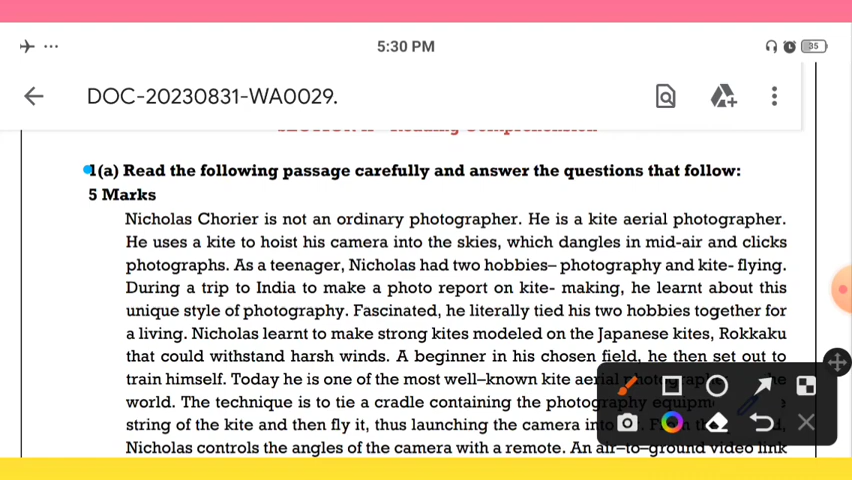 5:30 PM
35
DOC-20230831-WA0029.
1(a) Read the following passage carefully and answer the questions that follow:
5 Marks
Nicholas Chorier is not an ordinary photographer. He is a kite aerial photographer.
He uses a kite to hoist his camera into the skies, which dangles in mid-air and clicks
photographs. As a teenager, Nicholas had two hobbies– photography and kite- flying.
During a trip to India to make a photo report on kite- making, he learnt about this
unique style of photography. Fascinated, he literally tied his two hobbies together for
a living. Nicholas learnt to make strong kites modeled on the Japanese kites, Rokkaku
that could withstand harsh winds. A beginner in his chosen field, he then set out to
train himself. Today he is one of the most well–known kite aerial
world. The technique is to tie a cradle containing the photography
string of the kite and then fly it, thus launching the camera
Nicholas controls the angles of the camera with a remote. An air–to–ground video link